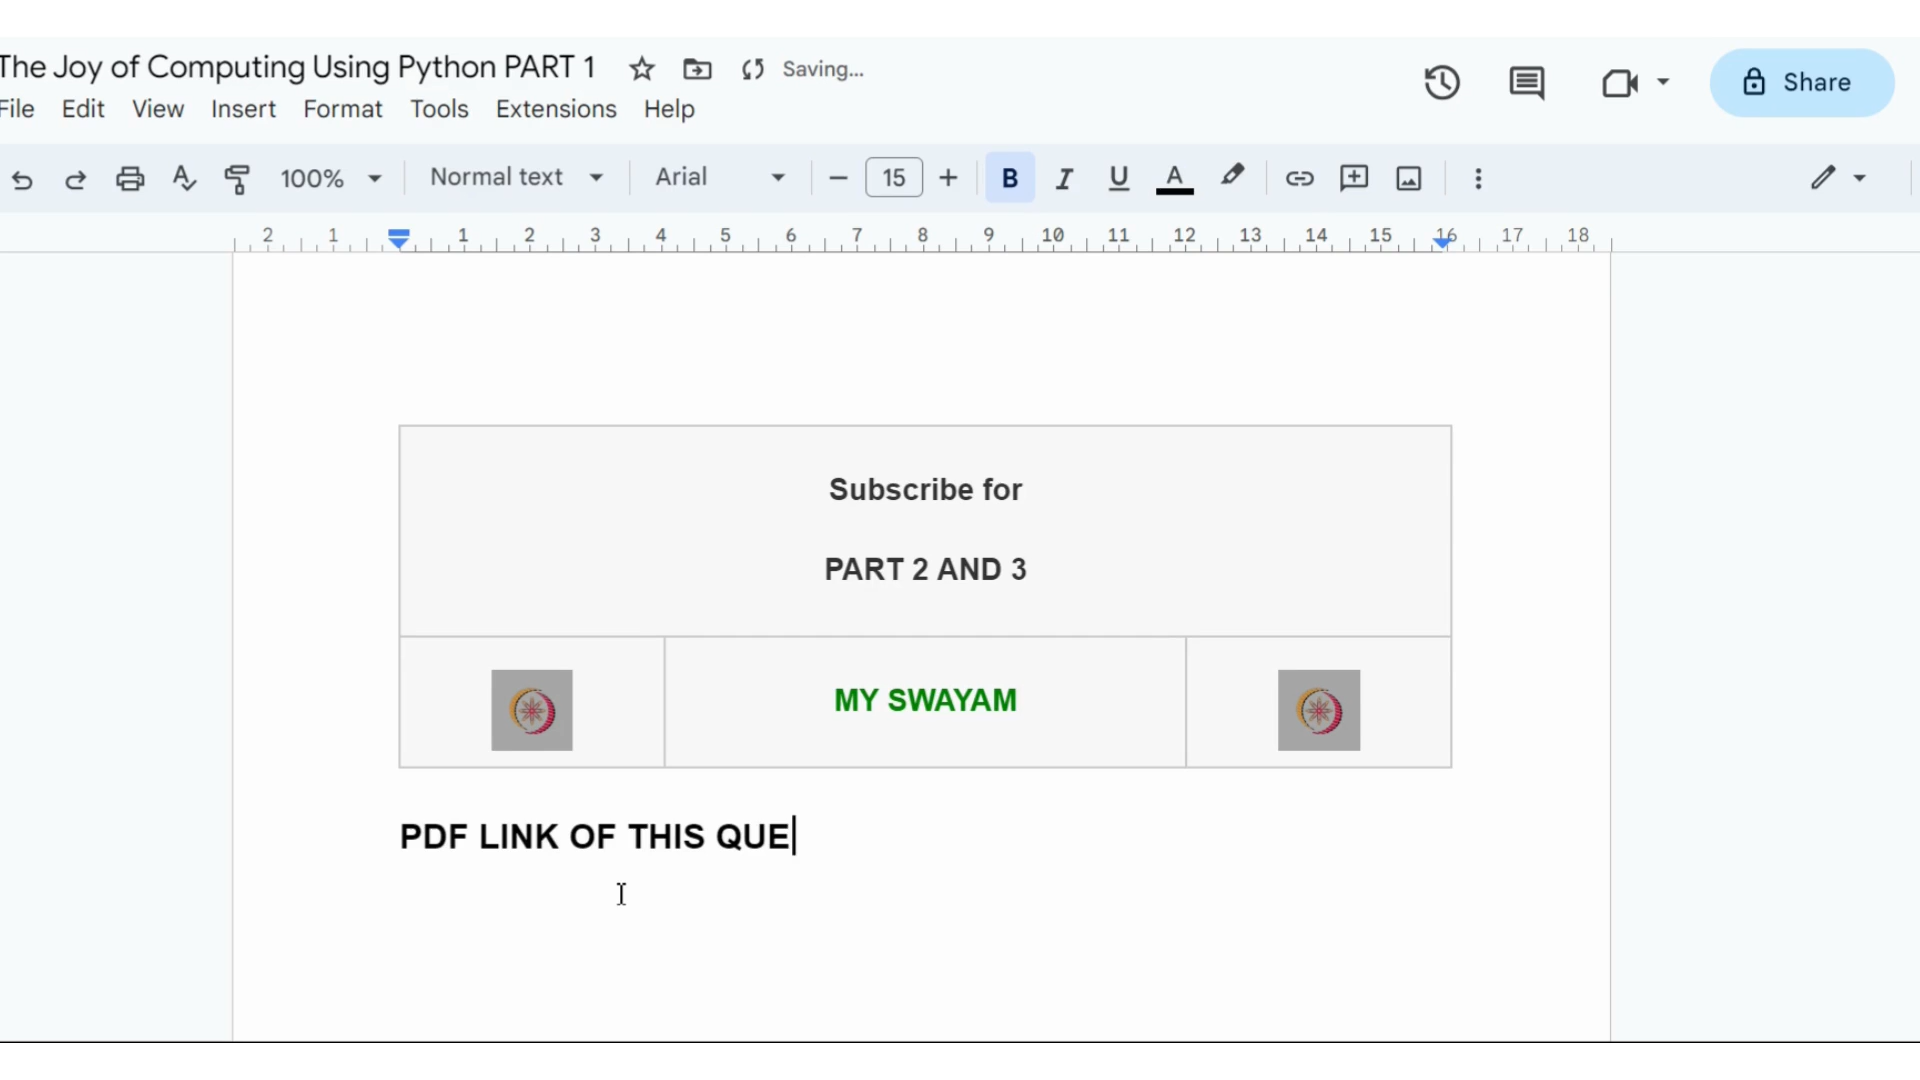 The Joy of Computing Using Python PART 1 Saving...
File Edit View Insert Format Tools Extensions Help
Share
100% Normal text Arial 15 B I U A
2 1 1 2 3 4 5 6 7 8 9 10 11 12 13 14 15 16 17 18
Subscribe for
PART 2 AND 3
MY SWAYAM
PDF LINK OF THIS QUE